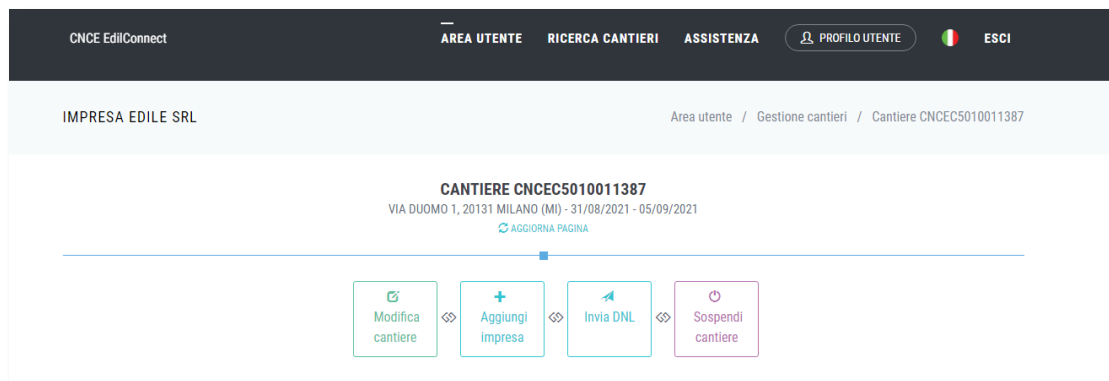 CNCE EdilConnect
AREA UTENTE RICERCA CANTIERI ASSISTENZA PROFILO UTENTE ESCI
IMPRESA EDILE SRL
Area utente / Gestione cantieri / Cantiere CNCEC5010011387
CANTIERE CNCEC5010011387
VIA DUOMO 1, 20131 MILANO (MI) - 31/08/2021 - 05/09/2021
AGGIORNA PAGINA
Modifica cantiere
Aggiungi impresa
Invia DNL
Sospendi cantiere